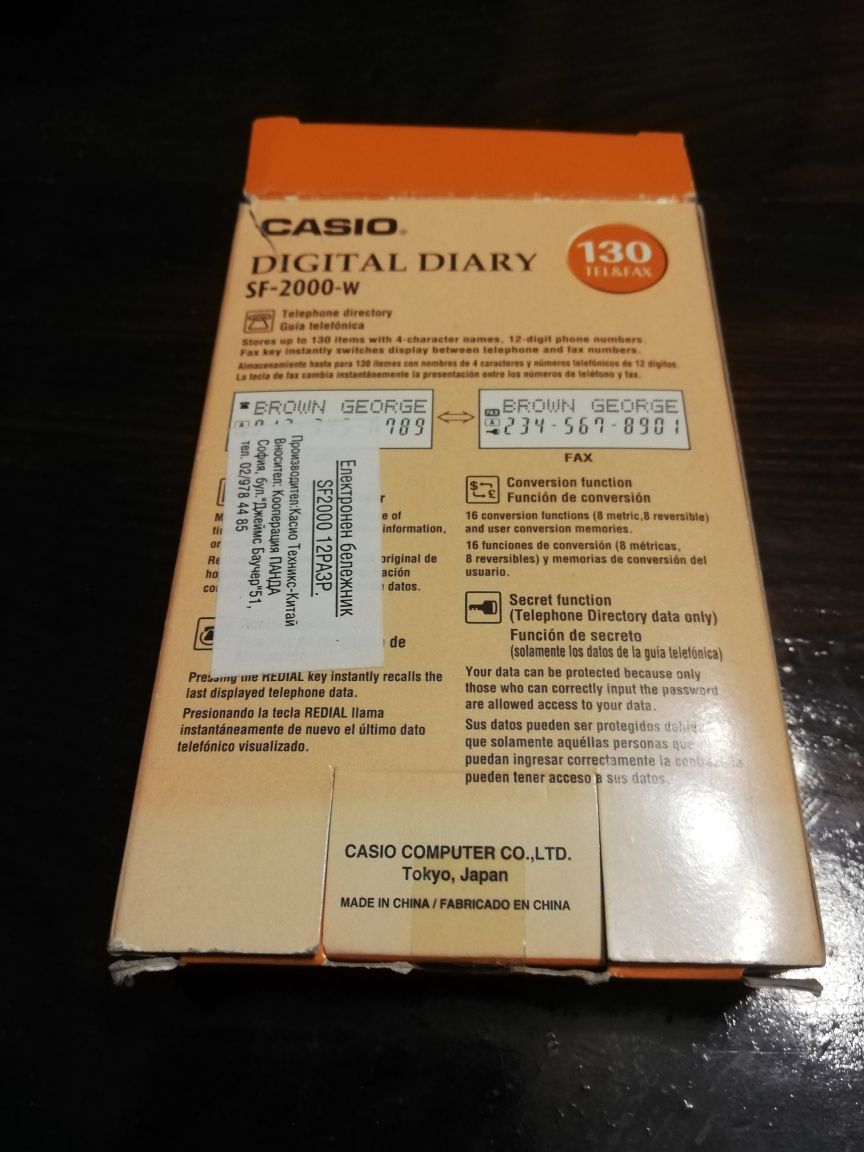 CASIO®
DIGITAL DIARY
SF-2000-W
130
TEL&FAX
Telephone directory
Guía telefónica
Stores up to 130 items with 4-character names, 12-digit phone numbers.
Fax key instantly switches display between telephone and fax numbers.
Almacenamiento hasta para 130 ítemes con nombres de 4 caracteres y números telefónicos de 12 dígitos.
La tecla de fax cambia instantánemente la presentación entre los números de teléfono y fax.
BROWN GEORGE
789
FAX
BROWN GEORGE
A 234-567-8901
FAX
Електронен бележник
SF2000 12РАЗР.
Производител:Касио Техникс-Китай
Вносител: Кооперация ПАНДА
София, бул."Джеймс Баучер"51,
тел. 02/978 44 85
e of
information,
original de
ación
datos.
de
Pressing the REDIAL key instantly recalls the
last displayed telephone data.
Presionando la tecla REDIAL llama
instantáneamente de nuevo el último dato
telefónico visualizado.
Conversion function
Función de conversión
16 conversion functions (8 metric,8 reversible)
and user conversion memories.
16 funciones de conversión (8 métricas,
8 reversibles) y memorias de conversión del
usuario.
Secret function
(Telephone Directory data only)
Función de secreto
(solamente los datos de la guía telefónica)
Your data can be protected because only
those who can correctly input the password
are allowed access to your data.
Sus datos pueden ser protegidos
que solamente aquéllas personas que
puedan ingresar correctamente la
pueden tener acceso a sus datos.
CASIO COMPUTER CO.,LTD.
Tokyo, Japan
MADE IN CHINA / FABRICADO EN CHINA